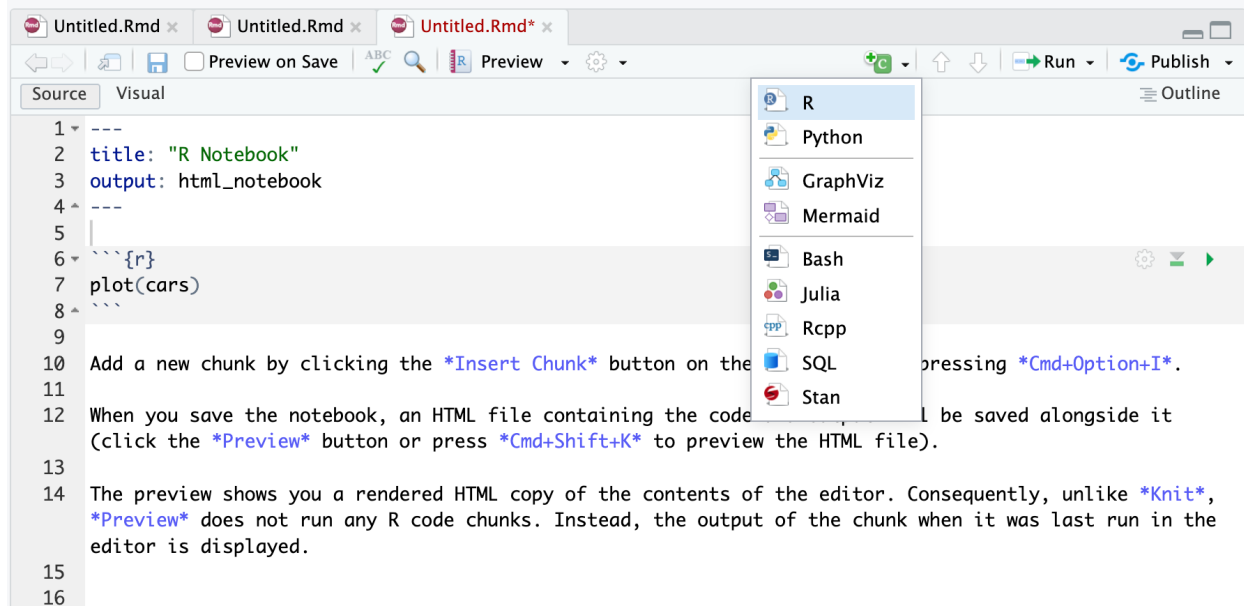 Untitled.Rmd Untitled.Rmd Untitled.Rmd*
Preview on Save ABC R Preview C Run Publish
Source Visual Outline
R
Python
GraphViz
Mermaid
Bash
Julia
Rcpp
SQL
Stan
1 ---
2 title: "R Notebook"
3 output: html_notebook
4 ---
5
6 ```{r}
7 plot(cars)
8 ```
9
10 Add a new chunk by clicking the *Insert Chunk* button on the pressing *Cmd+Option+I*.
11
12 When you save the notebook, an HTML file containing the code be saved alongside it
(click the *Preview* button or press *Cmd+Shift+K* to preview the HTML file).
13
14 The preview shows you a rendered HTML copy of the contents of the editor. Consequently, unlike *Knit*,
*Preview* does not run any R code chunks. Instead, the output of the chunk when it was last run in the
editor is displayed.
15
16